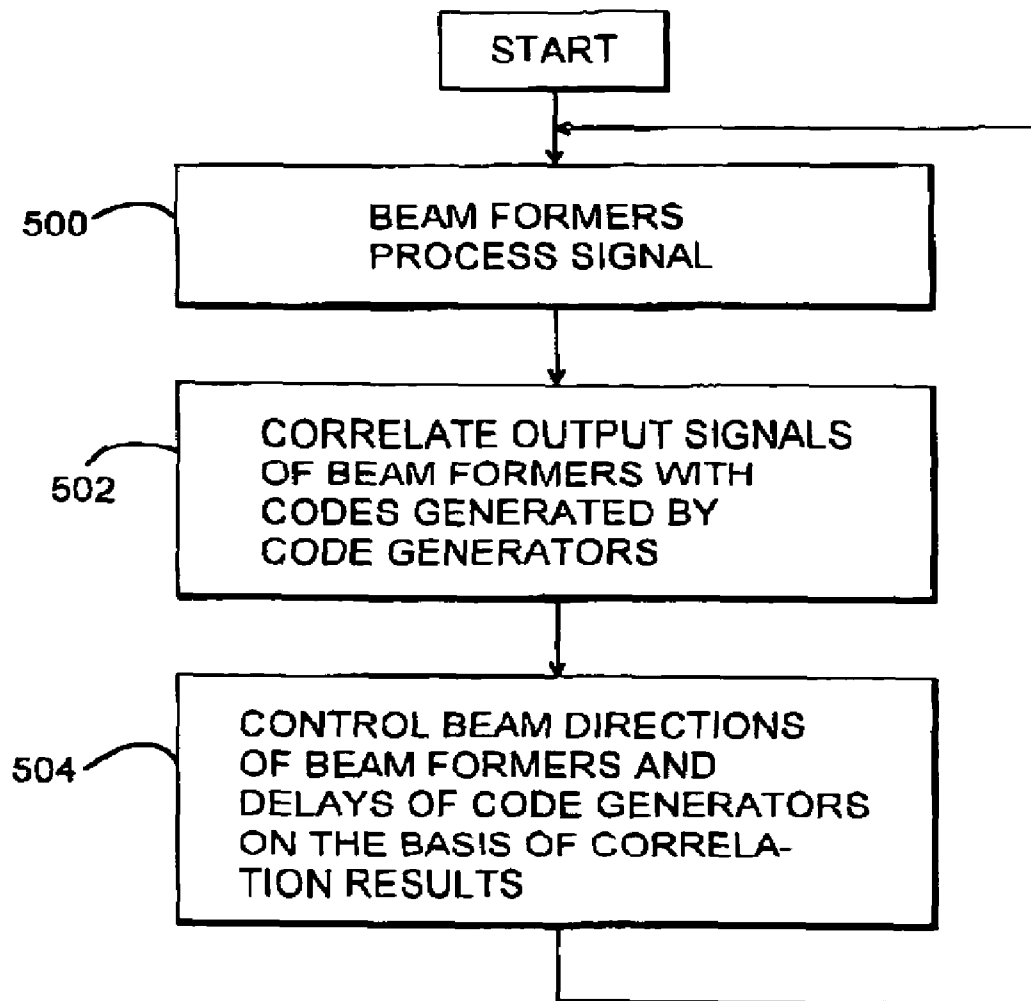 START
500
BEAM FORMERS
PROCESS SIGNAL
502
CORRELATE OUTPUT SIGNALS
OF BEAM FORMERS WITH
CODES GENERATED BY
CODE GENERATORS
504
CONTROL BEAM DIRECTIONS
OF BEAM FORMERS AND
DELAYS OF CODE GENERATORS
ON THE BASIS OF CORRELA-
TION RESULTS